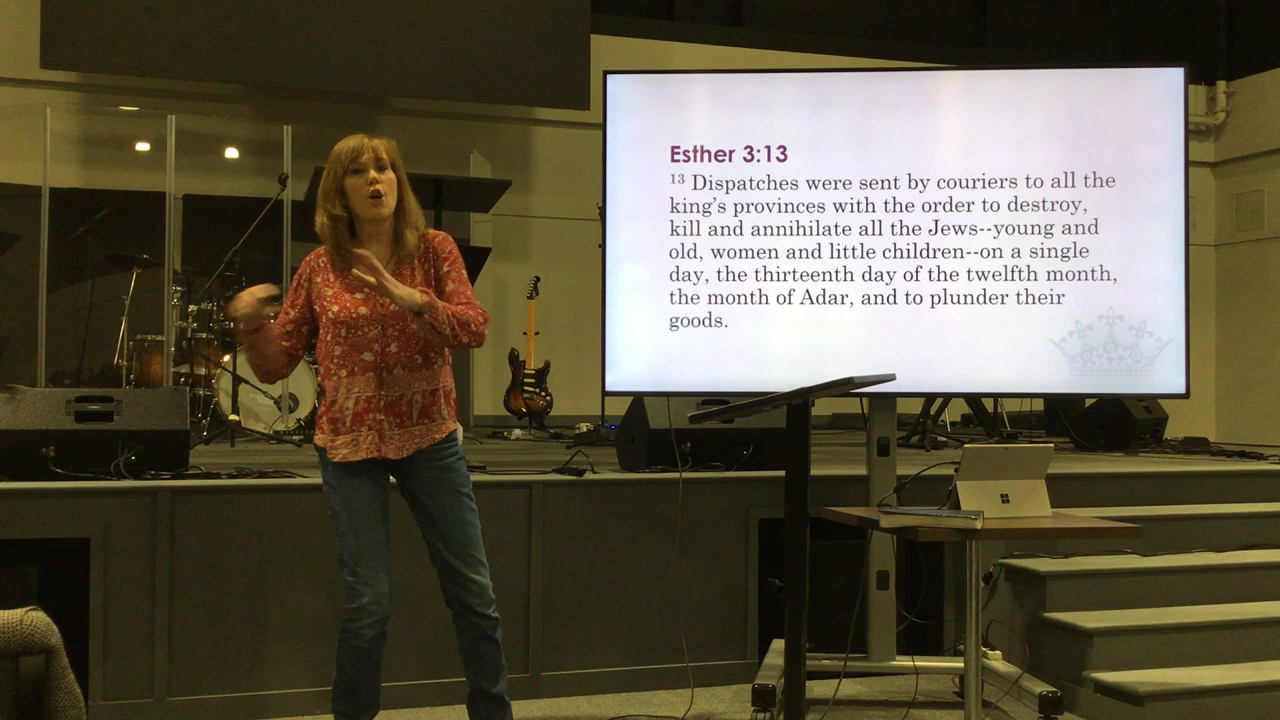 Esther 3:13
13 Dispatches were sent by couriers to all the
king's provinces with the order to destroy,
kill and annihilate all the Jews--young and
old, women and little children--on a single
day, the thirteenth day of the twelfth month,
the month of Adar, and to plunder their
goods.